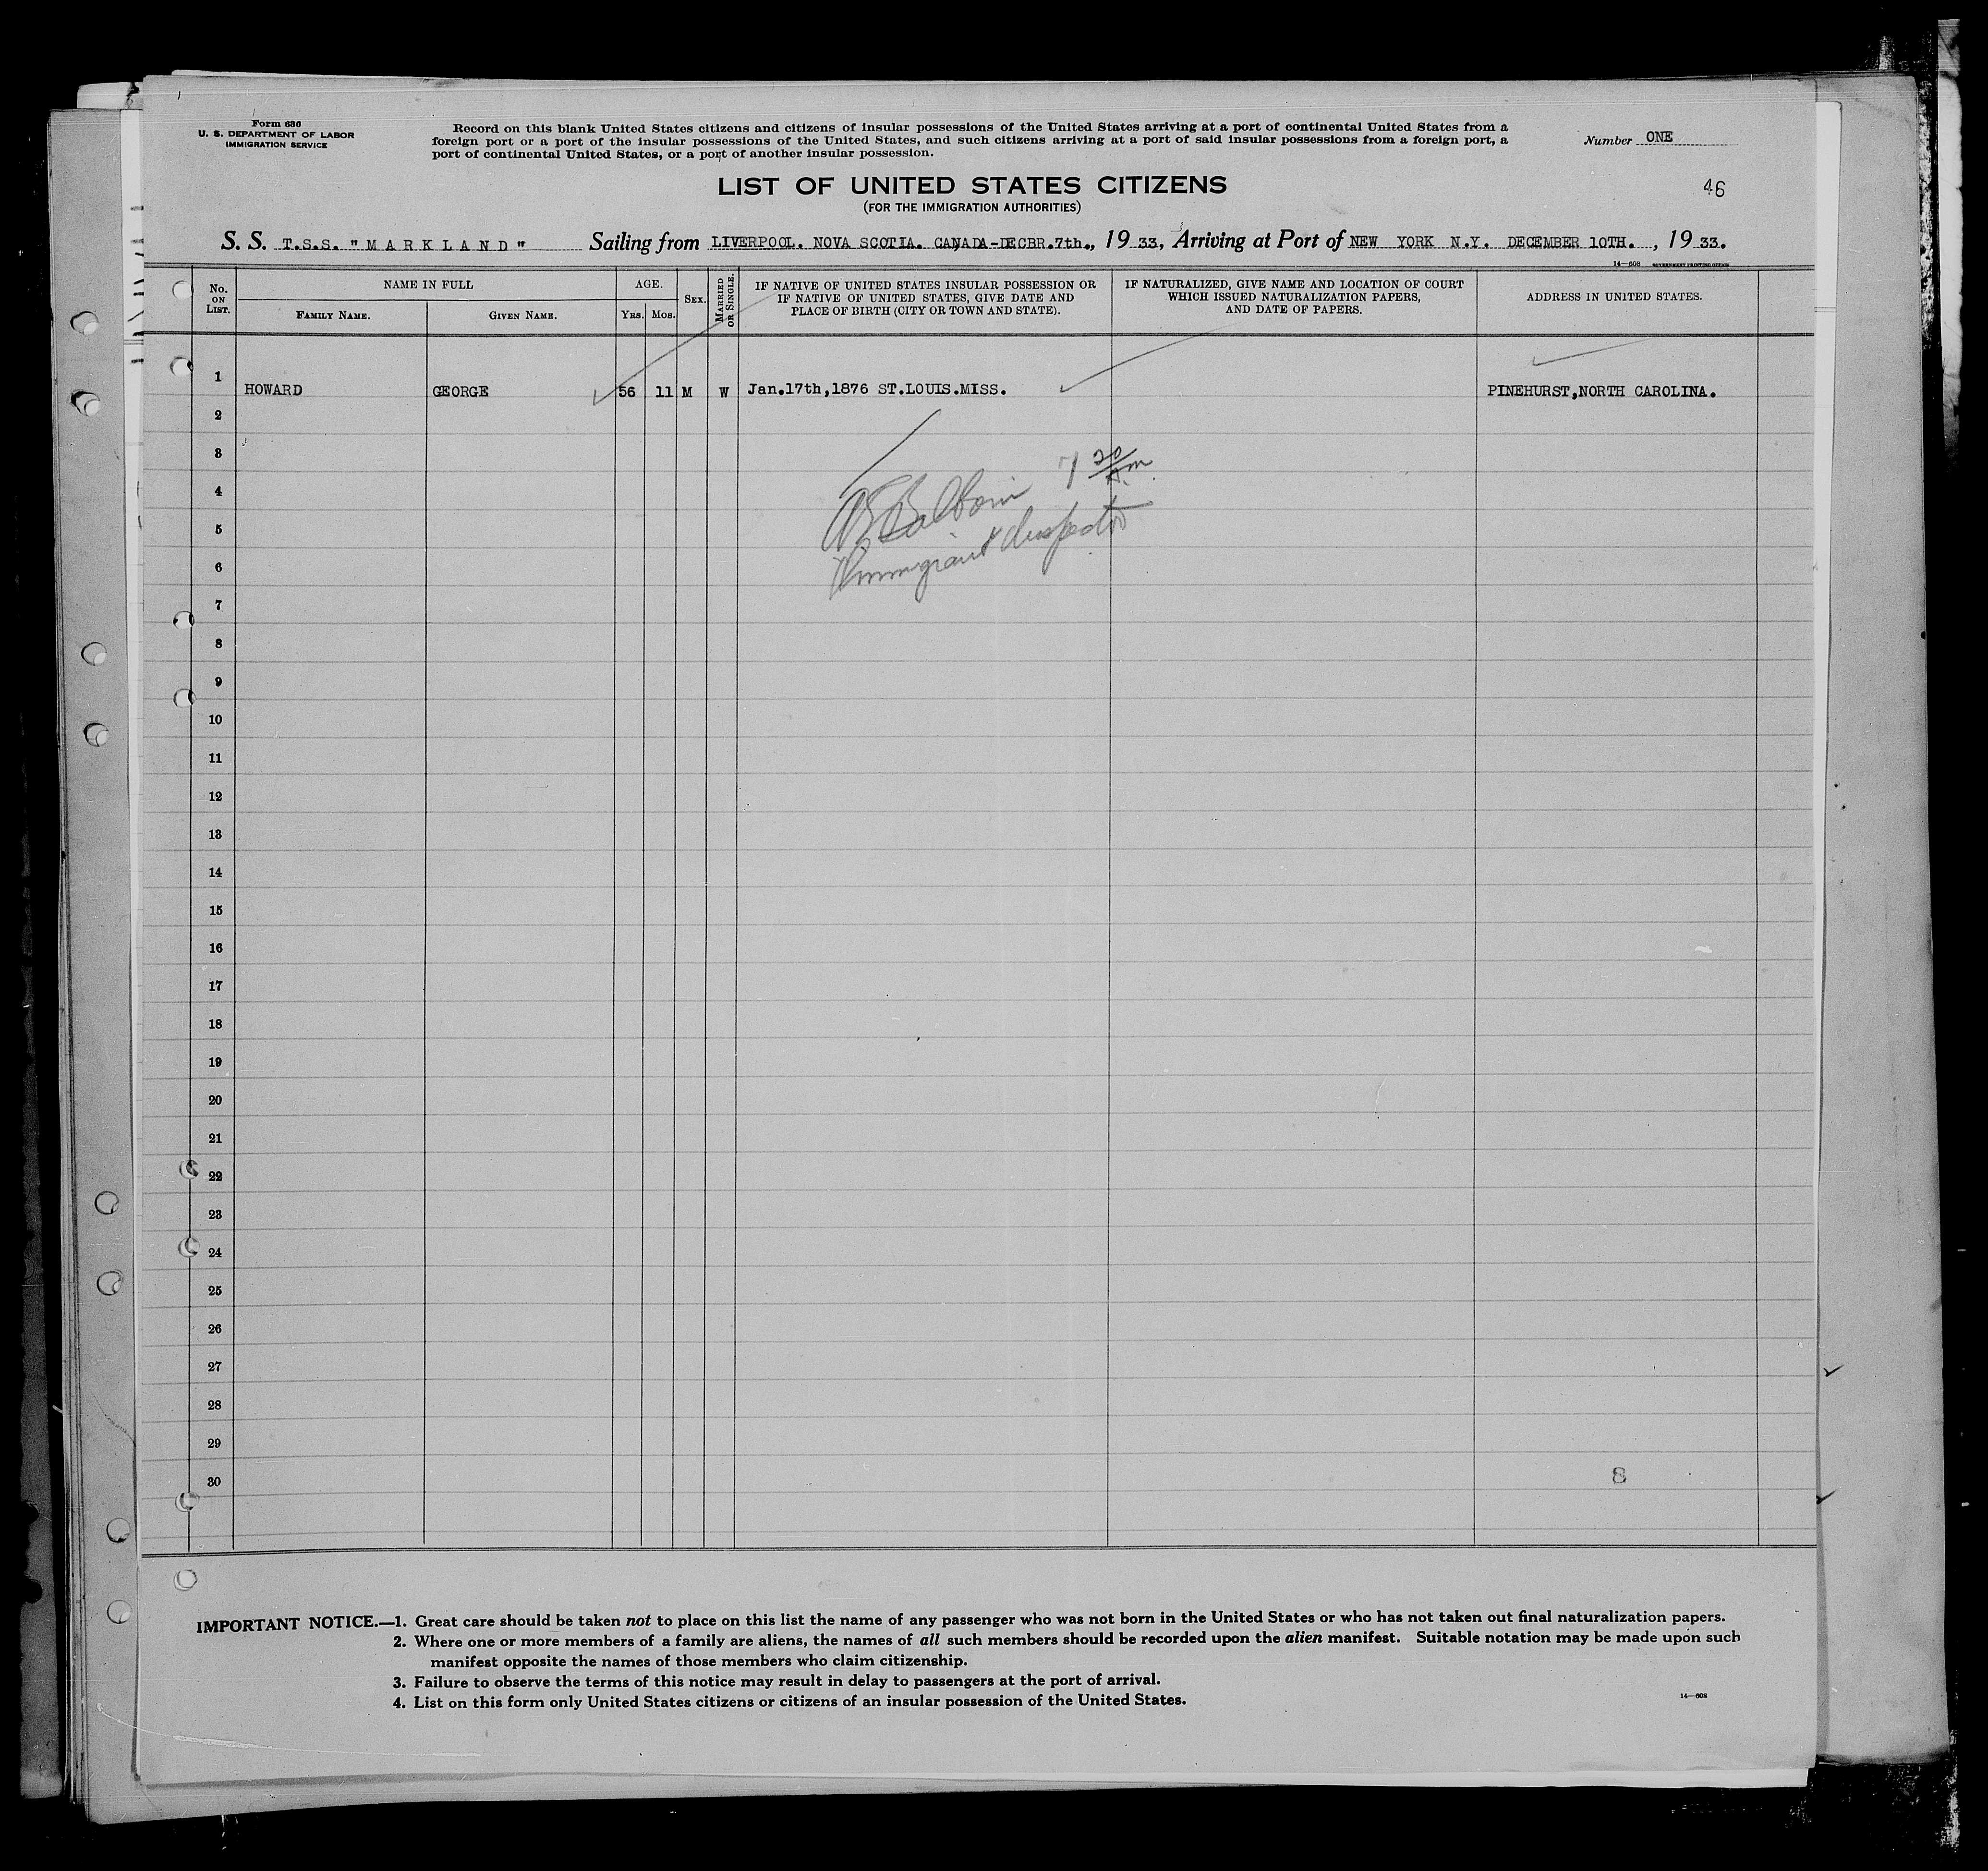 Form 630
U. S. DEPARTMENT OF LABOR
IMMIGRATION SERVICE
Record on this blank United States citizens and citizens of insular possessions of the United States arriving at a port of continental United States from a
foreign port or a port of the insular possessions of the United States, and such citizens arriving at a port of said insular possessions from a foreign port, a
port of continental United States, or a port of another insular possession.
Number ONE
46
LIST OF UNITED STATES CITIZENS
(FOR THE IMMIGRATION AUTHORITIES)
S. S. T.S.S. "MARKLAND" Sailing from LIVERPOOL. NOVA SCOTIA. CANADA-DECBR.7th., 19 33, Arriving at Port of NEW YORK N.Y. DECEMBER 10TH. , 19 33.
14—608 GOVERNMENT PRINTING OFFICE
No. ON LIST.
NAME IN FULL
FAMILY NAME. GIVEN NAME.
AGE.
YRS. MOS.
SEX.
MARRIED OR SINGLE.
IF NATIVE OF UNITED STATES INSULAR POSSESSION OR
IF NATIVE OF UNITED STATES, GIVE DATE AND
PLACE OF BIRTH (CITY OR TOWN AND STATE).
IF NATURALIZED, GIVE NAME AND LOCATION OF COURT
WHICH ISSUED NATURALIZATION PAPERS,
AND DATE OF PAPERS.
ADDRESS IN UNITED STATES.
1 HOWARD GEORGE 56 11 M W Jan.17th,1876 ST.LOUIS.MISS. PINEHURST,NORTH CAROLINA.
2
3
7 20 Am
4
5
Immigrant Inspector
6
7
8
9
10
11
12
13
14
15
16
17
18
19
20
21
22
23
24
25
26
27
28
29
30
8
IMPORTANT NOTICE.—1. Great care should be taken not to place on this list the name of any passenger who was not born in the United States or who has not taken out final naturalization papers.
2. Where one or more members of a family are aliens, the names of all such members should be recorded upon the alien manifest. Suitable notation may be made upon such
manifest opposite the names of those members who claim citizenship.
3. Failure to observe the terms of this notice may result in delay to passengers at the port of arrival.
4. List on this form only United States citizens or citizens of an insular possession of the United States.
14—608